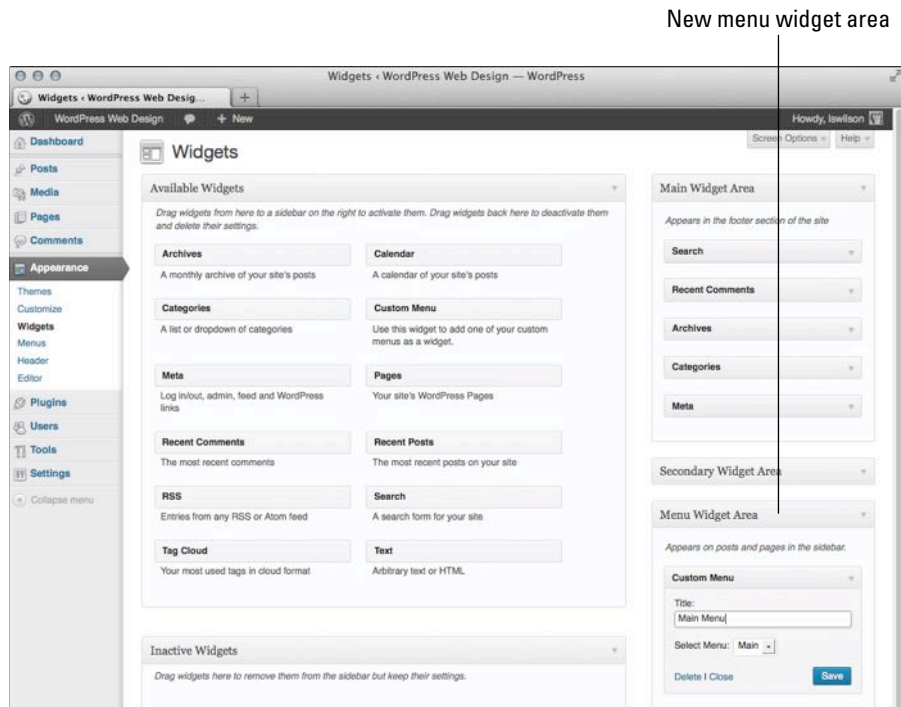 New menu widget area
Widgets ‹ WordPress Web Design — WordPress
Widgets ‹ WordPress Web Desig...
+
WordPress Web Design
+ New
Howdy, lswilson
Screen Options
Help
Dashboard
Posts
Media
Pages
Comments
Appearance
Themes
Customize
Widgets
Menus
Header
Editor
Plugins
Users
Tools
Settings
Collapse menu
Widgets
Available Widgets
Drag widgets from here to a sidebar on the right to activate them. Drag widgets back here to deactivate them
and delete their settings.
Archives
A monthly archive of your site's posts
Calendar
A calendar of your site's posts
Categories
A list or dropdown of categories
Custom Menu
Use this widget to add one of your custom
menus as a widget.
Meta
Log in/out, admin, feed and WordPress
links
Pages
Your site's WordPress Pages
Recent Comments
The most recent comments
Recent Posts
The most recent posts on your site
RSS
Entries from any RSS or Atom feed
Search
A search form for your site
Tag Cloud
Your most used tags in cloud format
Text
Arbitrary text or HTML
Inactive Widgets
Drag widgets here to remove them from the sidebar but keep their settings.
Main Widget Area
Appears in the footer section of the site
Search
Recent Comments
Archives
Categories
Meta
Secondary Widget Area
Menu Widget Area
Appears on posts and pages in the sidebar.
Custom Menu
Title:
Main Menu
Select Menu: Main
Delete | Close
Save